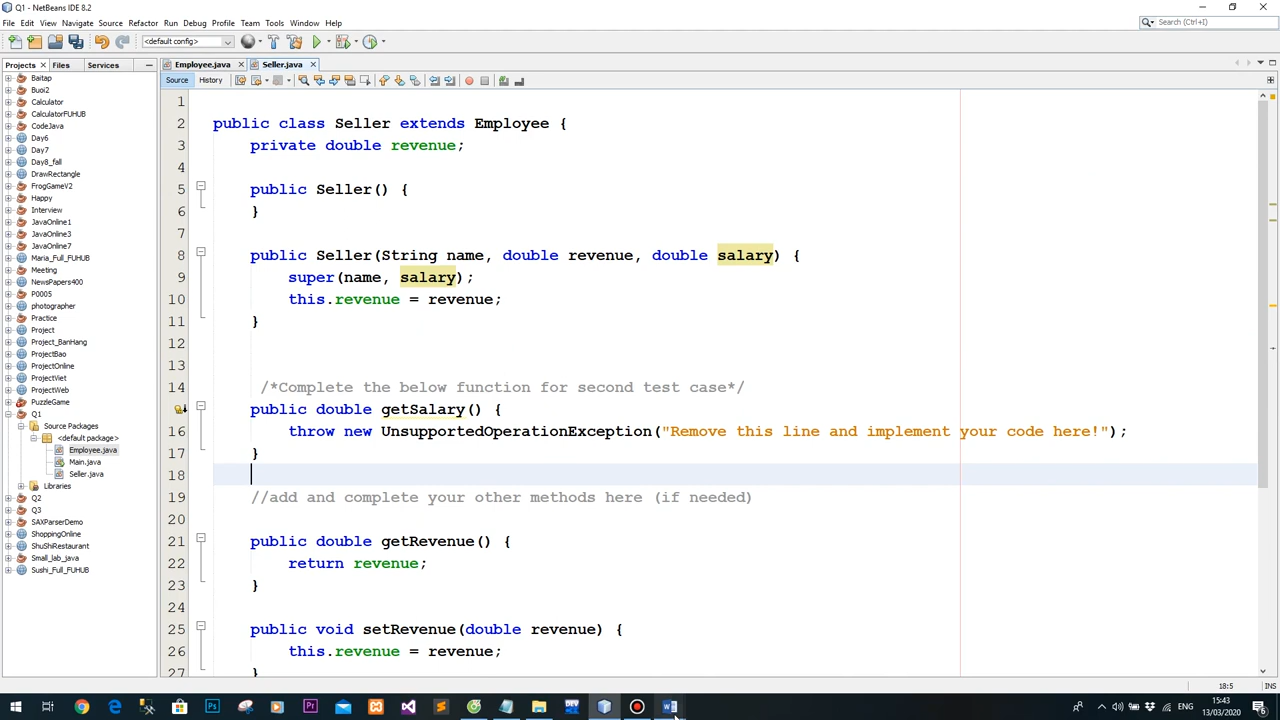 Q1 - NetBeans IDE 8.2
File Edit View Navigate Source Refactor Run Debug Profile Team Tools Window Help
Search (Ctrl+I)
<default config>
Projects Files Services
Employee.java Seller.java
Source History
Baitap
Buoi2
Calculator
CalculatorFUHUB
CodeJava
Day6
Day7
Day8_fall
DrawRectangle
FrogGameV2
Happy
Interview
JavaOnline1
JavaOnline3
JavaOnline7
Maria_Full_FUHUB
Meeting
NewsPapers400
P0005
photographer
Practice
Project
Project_BanHang
ProjectBao
ProjectOnline
ProjectViet
ProjectWeb
PuzzleGame
Q1
Source Packages
<default package>
Employee.java
Main.java
Seller.java
Libraries
Q2
Q3
SAXParserDemo
ShoppingOnline
ShuShiRestaurant
Small_lab_java
Sushi_Full_FUHUB
1
2 public class Seller extends Employee {
3 private double revenue;
4
5 public Seller() {
6 }
7
8 public Seller(String name, double revenue, double salary) {
9 super(name, salary);
10 this.revenue = revenue;
11 }
12
13
14 /*Complete the below function for second test case*/
public double getSalary() {
16 throw new UnsupportedOperationException("Remove this line and implement your code here!");
17 }
18
19 //add and complete your other methods here (if needed)
20
21 public double getRevenue() {
22 return revenue;
23 }
24
25 public void setRevenue(double revenue) {
26 this.revenue = revenue;
27 }
18:5 INS
15:43
13/03/2020